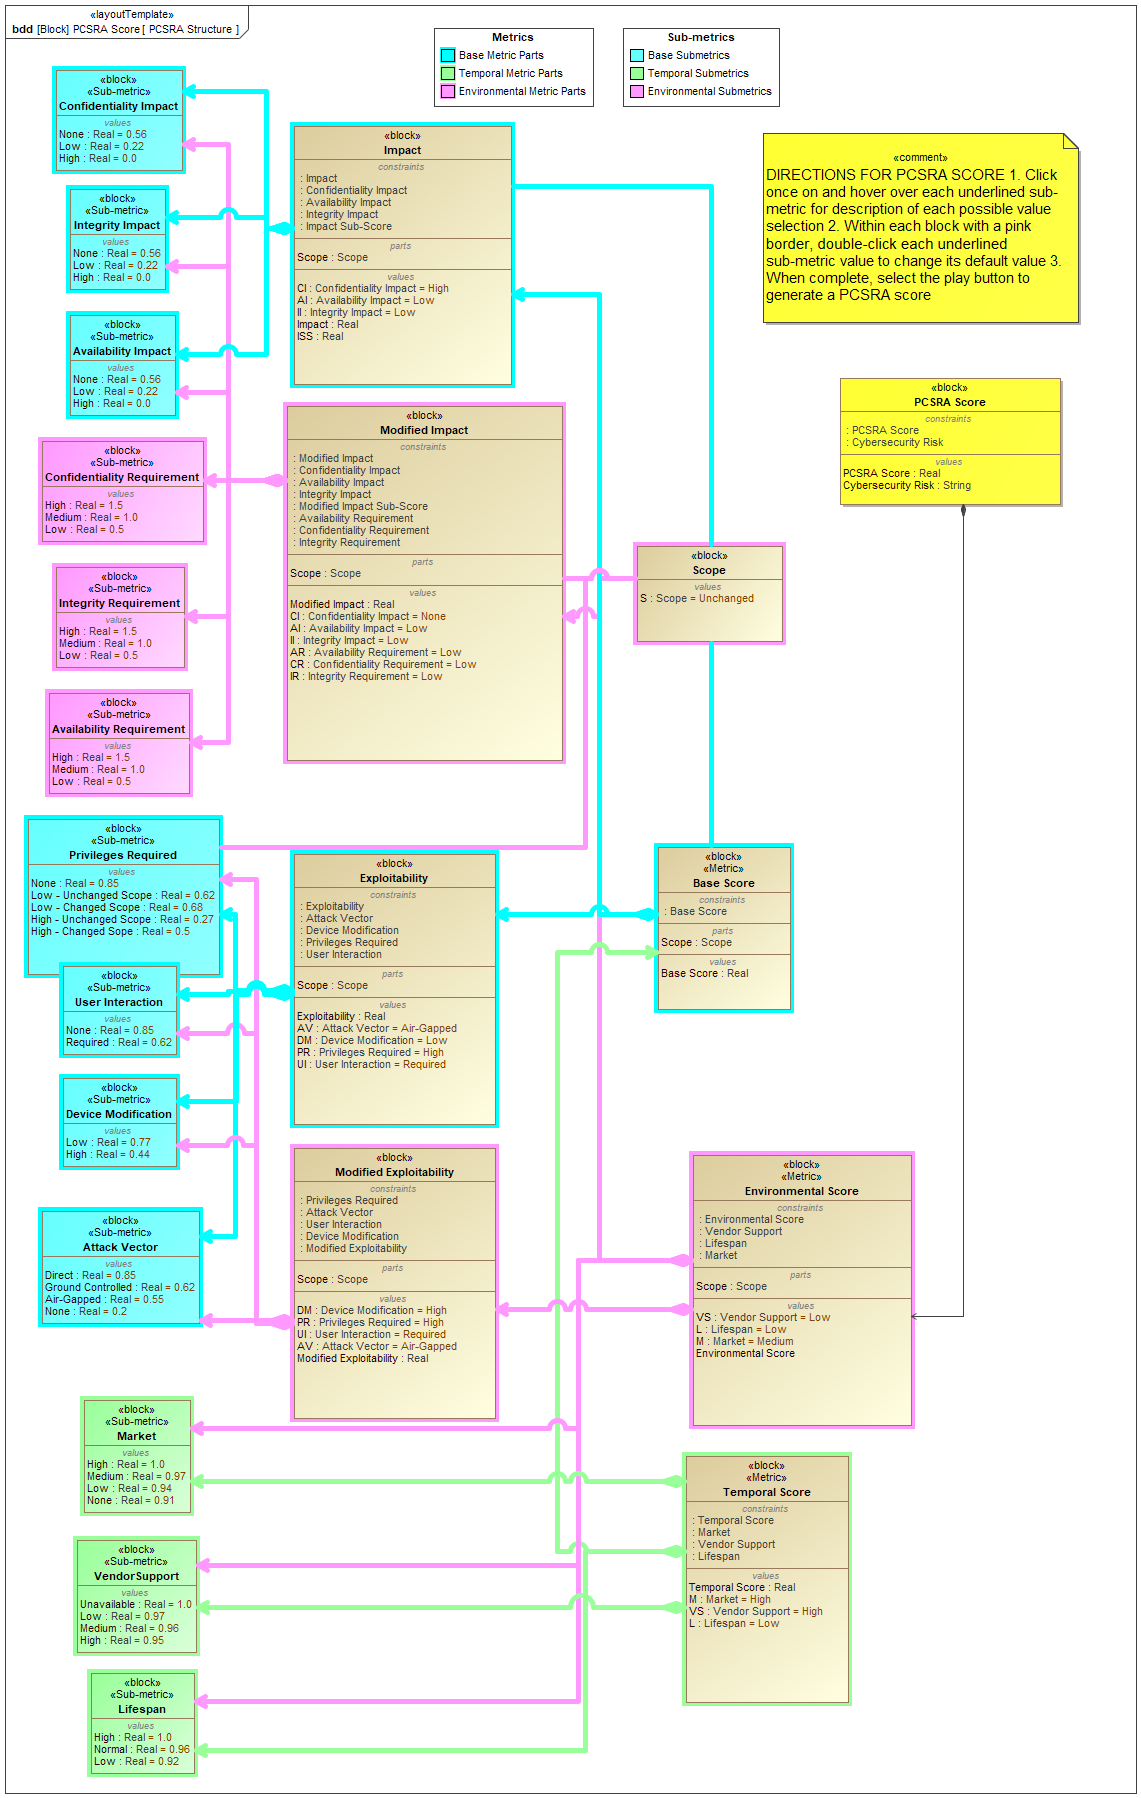 «layoutTemplate»
bdd [Block] PCSRA Score [ PCSRA Structure ]
Metrics
Base Metric Parts
Temporal Metric Parts
Environmental Metric Parts
Sub-metrics
Base Submetrics
Temporal Submetrics
Environmental Submetrics
«block»
«Sub-metric»
Confidentiality Impact
values
None : Real = 0.56
Low : Real = 0.22
High : Real = 0.0
«block»
«Sub-metric»
Integrity Impact
values
None : Real = 0.56
Low : Real = 0.22
High : Real = 0.0
«block»
«Sub-metric»
Availability Impact
values
None : Real = 0.56
Low : Real = 0.22
High : Real = 0.0
«block»
«Sub-metric»
Confidentiality Requirement
values
High : Real = 1.5
Medium : Real = 1.0
Low : Real = 0.5
«block»
«Sub-metric»
Integrity Requirement
values
High : Real = 1.5
Medium : Real = 1.0
Low : Real = 0.5
«block»
«Sub-metric»
Availability Requirement
values
High : Real = 1.5
Medium : Real = 1.0
Low : Real = 0.5
«block»
«Sub-metric»
Privileges Required
values
None : Real = 0.85
Low - Unchanged Scope : Real = 0.62
Low - Changed Scope : Real = 0.68
High - Unchanged Scope : Real = 0.27
High - Changed Sope : Real = 0.5
«block»
«Sub-metric»
User Interaction
values
None : Real = 0.85
Required : Real = 0.62
«block»
«Sub-metric»
Device Modification
values
Low : Real = 0.77
High : Real = 0.44
«block»
«Sub-metric»
Attack Vector
values
Direct : Real = 0.85
Ground Controlled : Real = 0.62
Air-Gapped : Real = 0.55
None : Real = 0.2
«block»
«Sub-metric»
Market
values
High : Real = 1.0
Medium : Real = 0.97
Low : Real = 0.94
None : Real = 0.91
«block»
«Sub-metric»
VendorSupport
values
Unavailable : Real = 1.0
Low : Real = 0.97
Medium : Real = 0.96
High : Real = 0.95
«block»
«Sub-metric»
Lifespan
values
High : Real = 1.0
Normal : Real = 0.96
Low : Real = 0.92
«block»
Impact
constraints
: Impact
: Confidentiality Impact
: Availability Impact
: Integrity Impact
: Impact Sub-Score
parts
Scope : Scope
values
CI : Confidentiality Impact = High
AI : Availability Impact = Low
II : Integrity Impact = Low
Impact : Real
ISS : Real
«block»
Modified Impact
constraints
: Modified Impact
: Confidentiality Impact
: Availability Impact
: Integrity Impact
: Modified Impact Sub-Score
: Availability Requirement
: Confidentiality Requirement
: Integrity Requirement
parts
Scope : Scope
values
Modified Impact : Real
CI : Confidentiality Impact = None
AI : Availability Impact = Low
II : Integrity Impact = Low
AR : Availability Requirement = Low
CR : Confidentiality Requirement = Low
IR : Integrity Requirement = Low
«block»
Exploitability
constraints
: Exploitability
: Attack Vector
: Device Modification
: Privileges Required
: User Interaction
parts
Scope : Scope
values
Exploitability : Real
AV : Attack Vector = Air-Gapped
DM : Device Modification = Low
PR : Privileges Required = High
UI : User Interaction = Required
«block»
Modified Exploitability
constraints
: Privileges Required
: Attack Vector
: User Interaction
: Device Modification
: Modified Exploitability
parts
Scope : Scope
values
DM : Device Modification = High
PR : Privileges Required = High
UI : User Interaction = Required
AV : Attack Vector = Air-Gapped
Modified Exploitability : Real
«comment»
DIRECTIONS FOR PCSRA SCORE 1. Click
once on and hover over each underlined sub-
metric for description of each possible value
selection 2. Within each block with a pink
border, double-click each underlined
sub-metric value to change its default value 3.
When complete, select the play button to
generate a PCSRA score
«block»
PCSRA Score
constraints
: PCSRA Score
: Cybersecurity Risk
values
PCSRA Score : Real
Cybersecurity Risk : String
«block»
Scope
values
S : Scope = Unchanged
«block»
«Metric»
Base Score
constraints
: Base Score
parts
Scope : Scope
values
Base Score : Real
«block»
«Metric»
Environmental Score
constraints
: Environmental Score
: Vendor Support
: Lifespan
: Market
parts
Scope : Scope
values
VS : Vendor Support = Low
L : Lifespan = Low
M : Market = Medium
Environmental Score
«block»
«Metric»
Temporal Score
constraints
: Temporal Score
: Market
: Vendor Support
: Lifespan
values
Temporal Score : Real
M : Market = High
VS : Vendor Support = High
L : Lifespan = Low